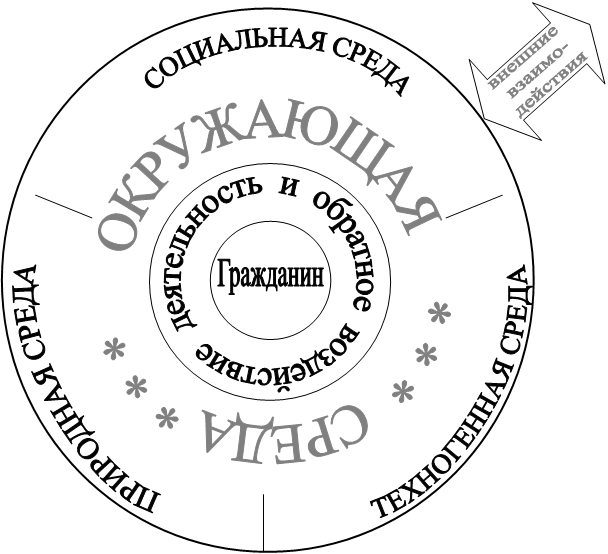 СОЦИАЛЬНАЯ СРЕДА
внешние
взаимо-
действия
ОКРУЖАЮЩАЯ
деятельность и обратное воздействие
Гражданин
ПРИРОДНАЯ СРЕДА
ТЕХНОГЕННАЯ СРЕДА
* * * * СРЕДА * * * *